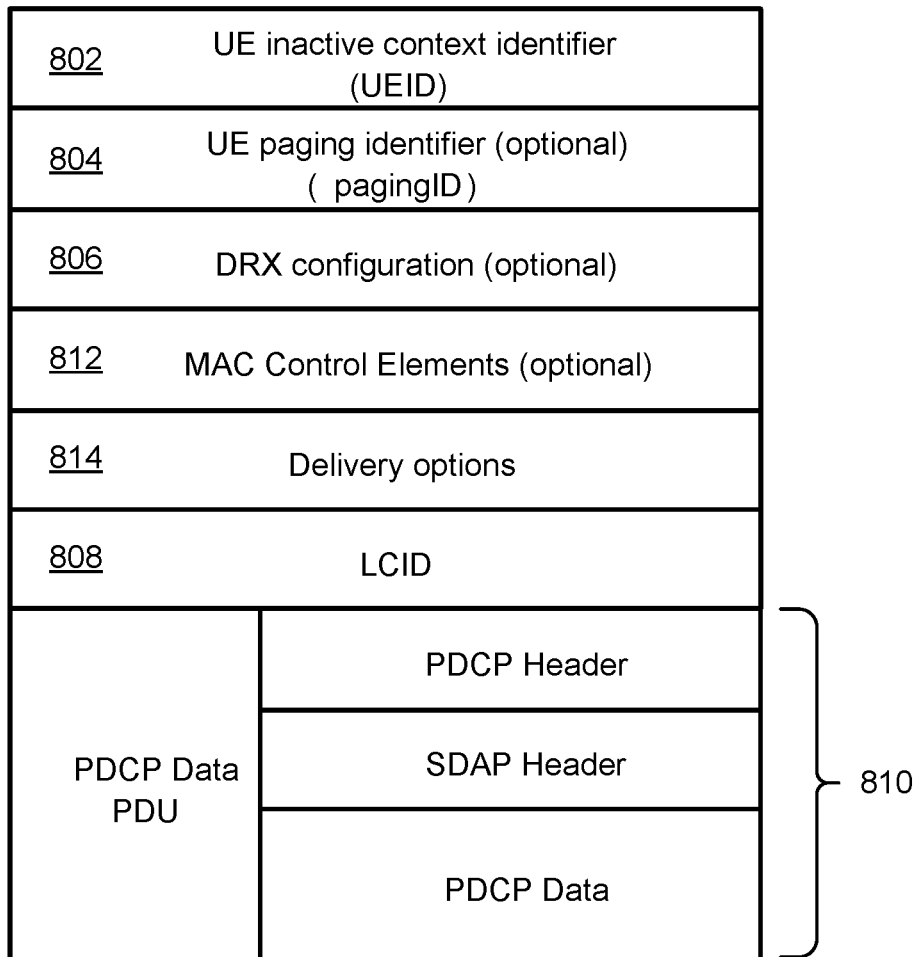 802
UE inactive context identifier
(UEID)
804
UE paging identifier (optional)
( pagingID )
806
DRX configuration (optional)
812
MAC Control Elements (optional)
814
Delivery options
808
LCID
PDCP Data
PDU
PDCP Header
SDAP Header
PDCP Data
810